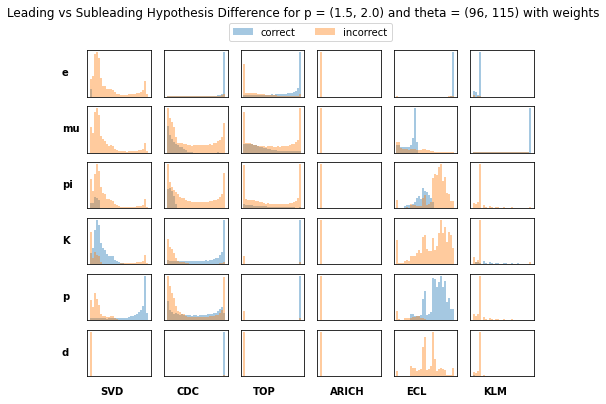 Leading vs Subleading Hypothesis Difference for p = (1.5, 2.0) and theta = (96, 115) with weights
correct incorrect
e
mu
pi
K
p
d
SVD CDC TOP ARICH ECL KLM